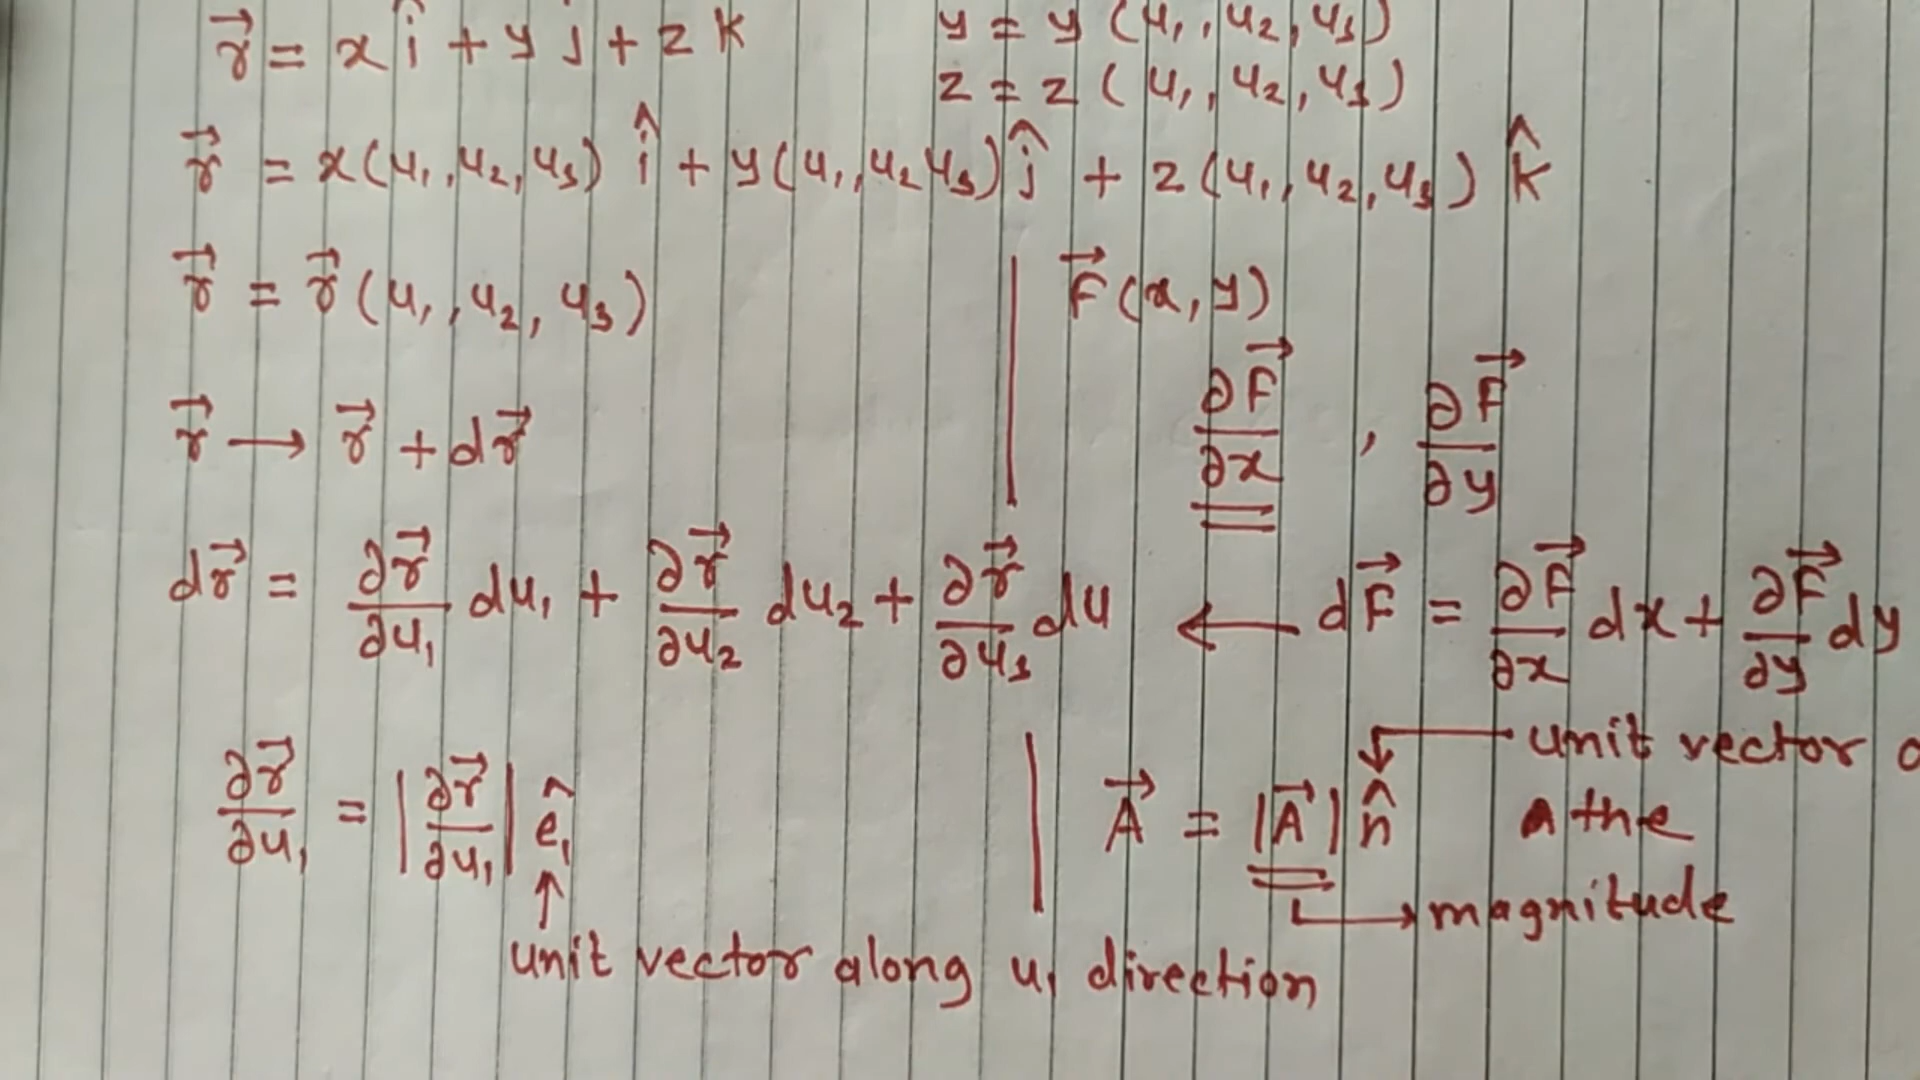 r⃗ = x î + y j + z k
y = y (u₁, u₂, u₃)
z = z (u₁, u₂, u₃)
r⃗ = x(u₁, u₂, u₃) î + y(u₁, u₂ u₃) ĵ + z (u₁, u₂, u₃) k̂
r⃗ = r⃗ (u₁, u₂, u₃)
F⃗ (x, y)
∂F⃗/∂x , ∂F⃗/∂y
r⃗ → r⃗ + dr⃗
dr⃗ = ∂r⃗/∂u₁ du₁ + ∂r⃗/∂u₂ du₂ + ∂r⃗/∂u₃ du ← dF⃗ = ∂F⃗/∂x dx + ∂F⃗/∂y dy
∂r⃗/∂u₁ = |∂r⃗/∂u₁| ê₁
↑
unit vector along u₁ direction
A⃗ = |A⃗| n̂
unit vector
the
→ magnitude